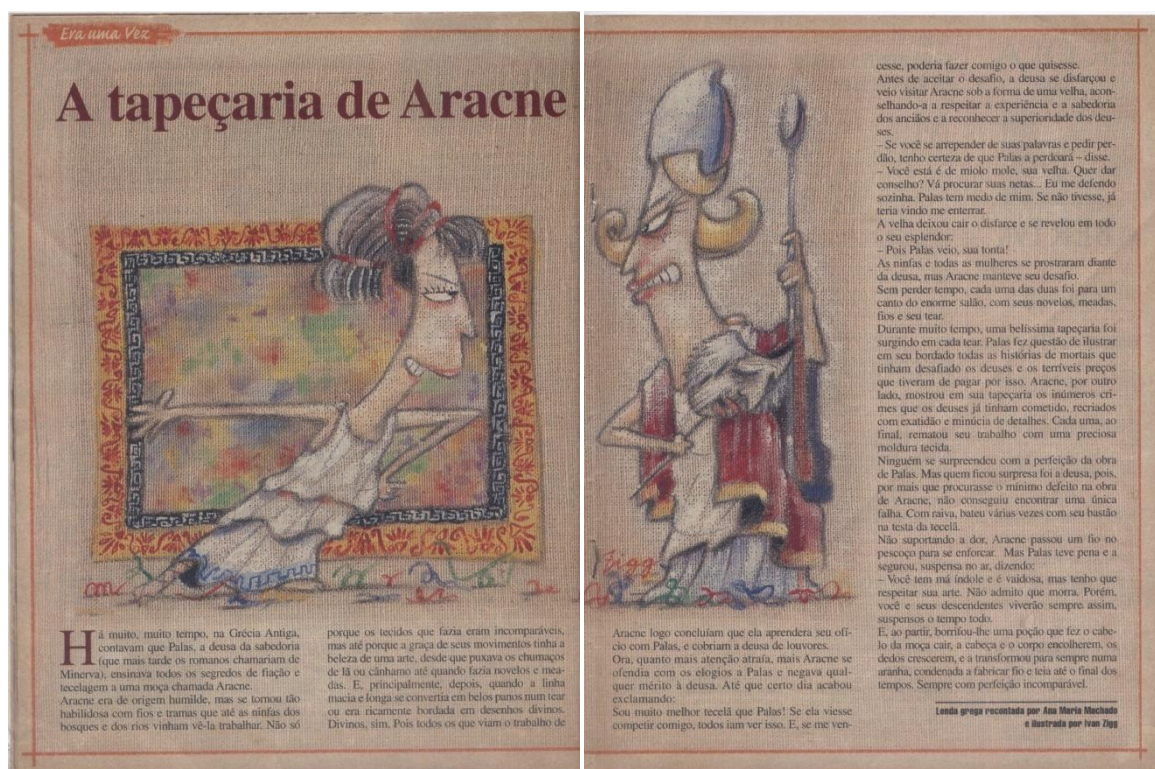 Era uma Vez
A tapeçaria de Aracne
Há muito, muito tempo, na Grécia Antiga,
contavam que Palas, a deusa da sabedoria
(que mais tarde os romanos chamariam de
Minerva), ensinava todos os segredos de fiação e
tecelagem a uma moça chamada Aracne.
Aracne era de origem humilde, mas se tornou tão
habilidosa com fios e tramas que até as ninfas dos
bosques e dos rios vinham vê-la trabalhar. Não só
porque os tecidos que fazia eram incomparáveis,
mas até porque a graça de seus movimentos tinha a
beleza de uma arte, desde que puxava os chumaços
de lã ou cânhamo até quando fazia novelos e mea-
das. E, principalmente, depois, quando a linha
macia e longa se convertia em belos panos num tear
ou era ricamente bordada em desenhos divinos.
Divinos, sim. Pois todos os que viam o trabalho de
Zigg
Aracne logo concluíam que ela aprendera seu ofí-
cio com Palas, e cobriam a deusa de louvores.
Ora, quanto mais atenção atraía, mais Aracne se
ofendia com os elogios a Palas e negava qual-
quer mérito à deusa. Até que certo dia acabou
exclamando:
Sou muito melhor tecelã que Palas! Se ela viesse
competir comigo, todos iam ver isso. E, se me ven-
cesse, poderia fazer comigo o que quisesse.
Antes de aceitar o desafio, a deusa se disfarçou e
veio visitar Aracne sob a forma de uma velha, acon-
selhando-a a respeitar a experiência e a sabedoria
dos anciãos e a reconhecer a superioridade dos deu-
ses.
– Se você se arrepender de suas palavras e pedir per-
dão, tenho certeza de que Palas a perdoará – disse.
– Você está é de miolo mole, sua velha. Quer dar
conselho? Vá procurar suas netas... Eu me defendo
sozinha. Palas tem medo de mim. Se não tivesse, já
teria vindo me enterrar.
A velha deixou cair o disfarce e se revelou em todo
o seu esplendor:
– Pois Palas veio, sua tonta!
As ninfas e todas as mulheres se prostraram diante
da deusa, mas Aracne manteve seu desafio.
Sem perder tempo, cada uma das duas foi para um
canto do enorme salão, com seus novelos, meadas,
fios e seu tear.
Durante muito tempo, uma belíssima tapeçaria foi
surgindo em cada tear. Palas fez questão de ilustrar
em seu bordado todas as histórias de mortais que
tinham desafiado os deuses e os terríveis preços
que tiveram de pagar por isso. Aracne, por outro
lado, mostrou em sua tapeçaria os inúmeros cri-
mes que os deuses já tinham cometido, recriados
com exatidão e minúcia de detalhes. Cada uma, ao
final, rematou seu trabalho com uma preciosa
moldura tecida.
Ninguém se surpreendeu com a perfeição da obra
de Palas. Mas quem ficou surpresa foi a deusa, pois,
por mais que procurasse o mínimo defeito na obra
de Aracne, não conseguiu encontrar uma única
falha. Com raiva, bateu várias vezes com seu bastão
na testa da tecelã.
Não suportando a dor, Aracne passou um fio no
pescoço para se enforcar. Mas Palas teve pena e a
segurou, suspensa no ar, dizendo:
– Você tem má índole e é vaidosa, mas tenho que
respeitar sua arte. Não admito que morra. Porém,
você e seus descendentes viverão sempre assim,
suspensos o tempo todo.
E, ao partir, borrifou-lhe uma poção que fez o cabe-
lo da moça cair, a cabeça e o corpo encolherem, os
dedos crescerem, e a transformou para sempre numa
aranha, condenada a fabricar fio e teia até o final dos
tempos. Sempre com perfeição incomparável.
Lenda grega recontada por Ana Maria Machado
e ilustrada por Ivan Zigg